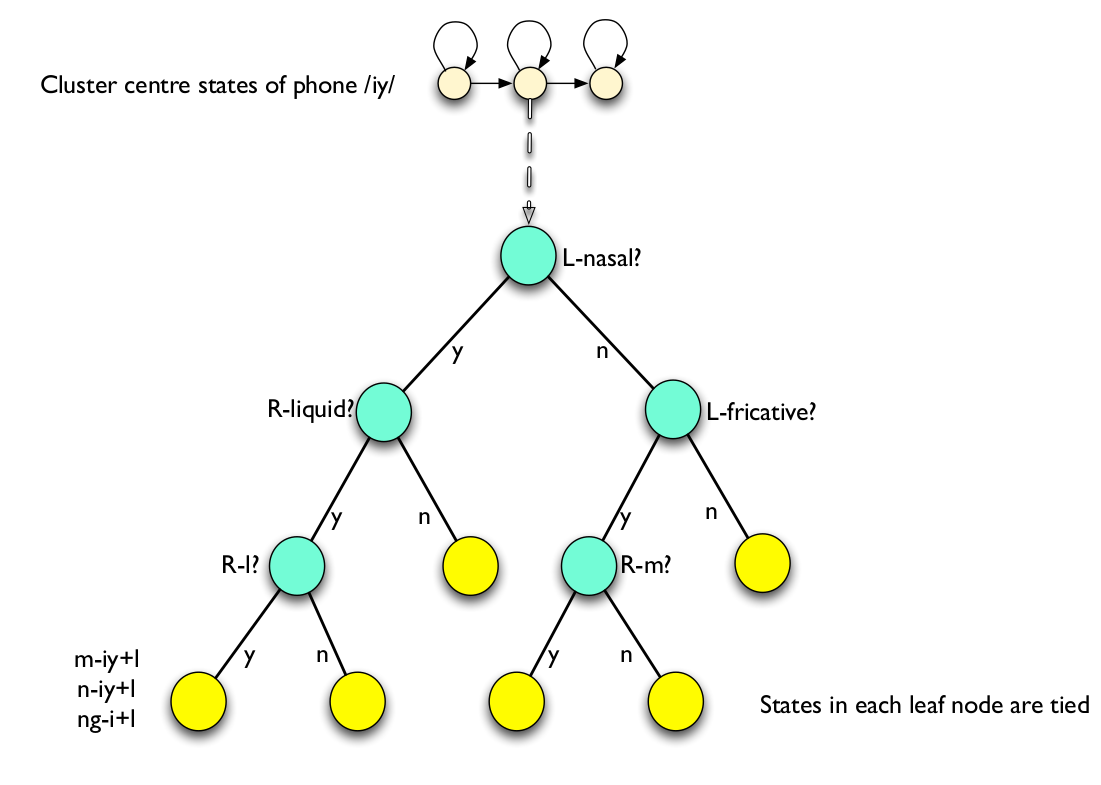 Cluster centre states of phone /iy/
L-nasal?
y
n
R-liquid?
L-fricative?
y
n
y
n
R-l?
R-m?
y
n
y
n
m-iy+l
n-iy+l
ng-i+l
States in each leaf node are tied